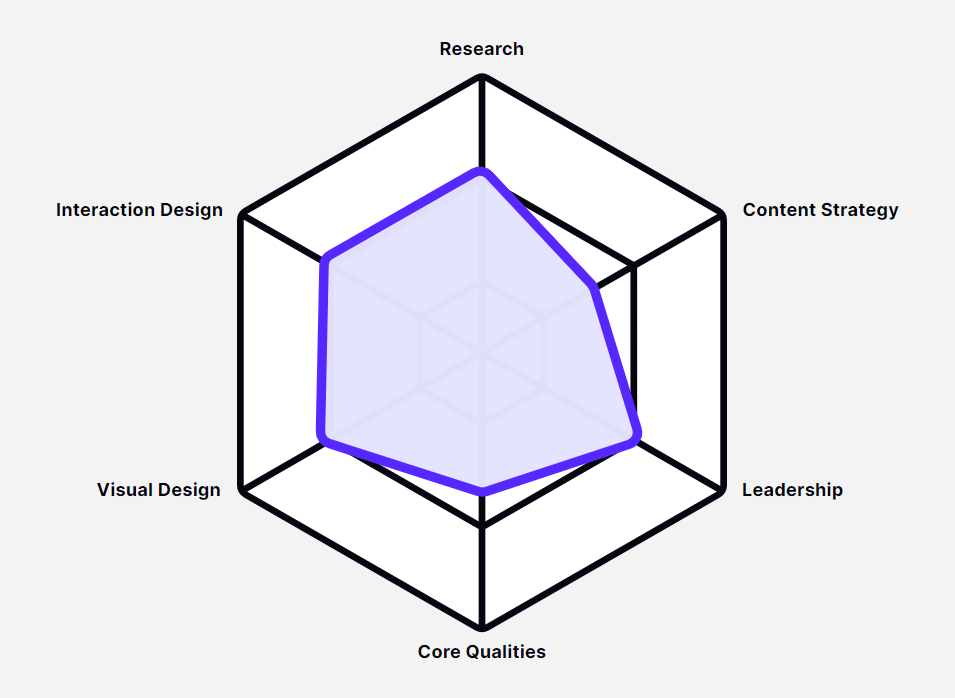 Research
Interaction Design
Content Strategy
Visual Design
Leadership
Core Qualities